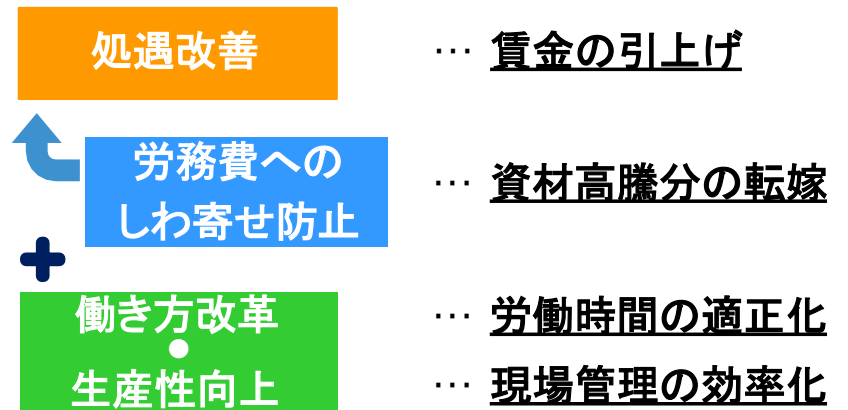 処遇改善 … 賃金の引上げ
労務費への
しわ寄せ防止 … 資材高騰分の転嫁
働き方改革 … 労働時間の適正化
・
生産性向上 … 現場管理の効率化